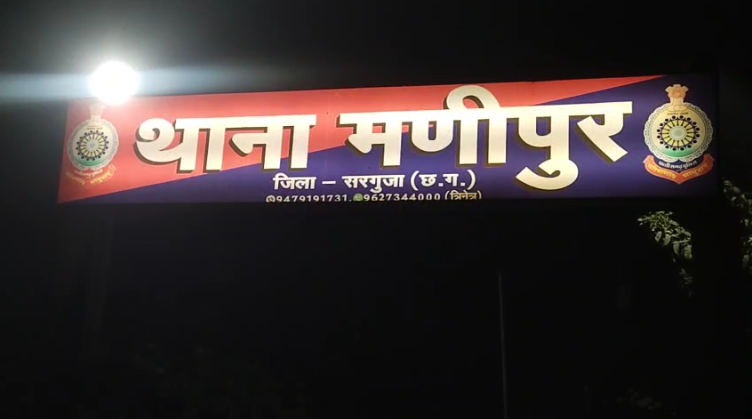 थाना मणीपुर
जिला – सरगुजा (छ.ग.)
9479191731, 9627344000 (त्रिनेत्र)